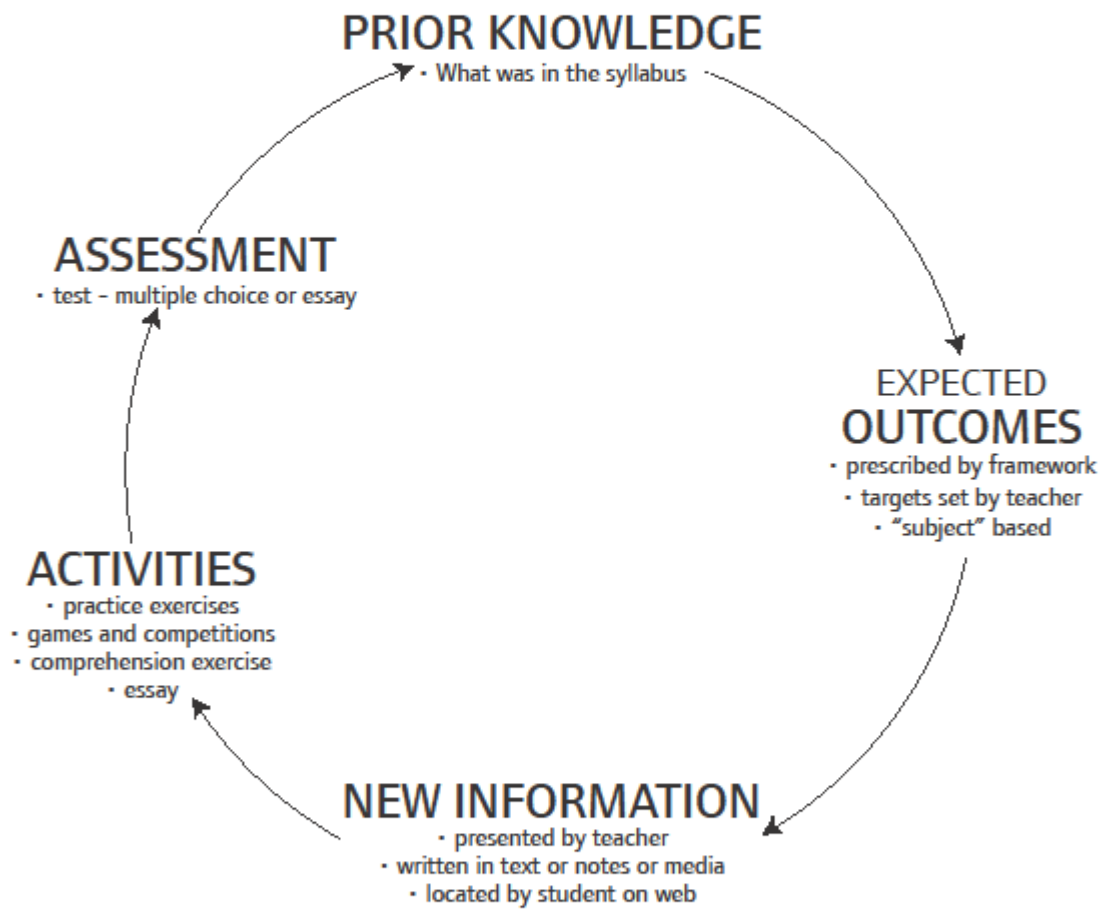 PRIOR KNOWLEDGE
• What was in the syllabus
EXPECTED
OUTCOMES
• prescribed by framework
• targets set by teacher
• “subject” based
NEW INFORMATION
• presented by teacher
• written in text or notes or media
• located by student on web
ACTIVITIES
• practice exercises
• games and competitions
• comprehension exercise
• essay
ASSESSMENT
• test - multiple choice or essay